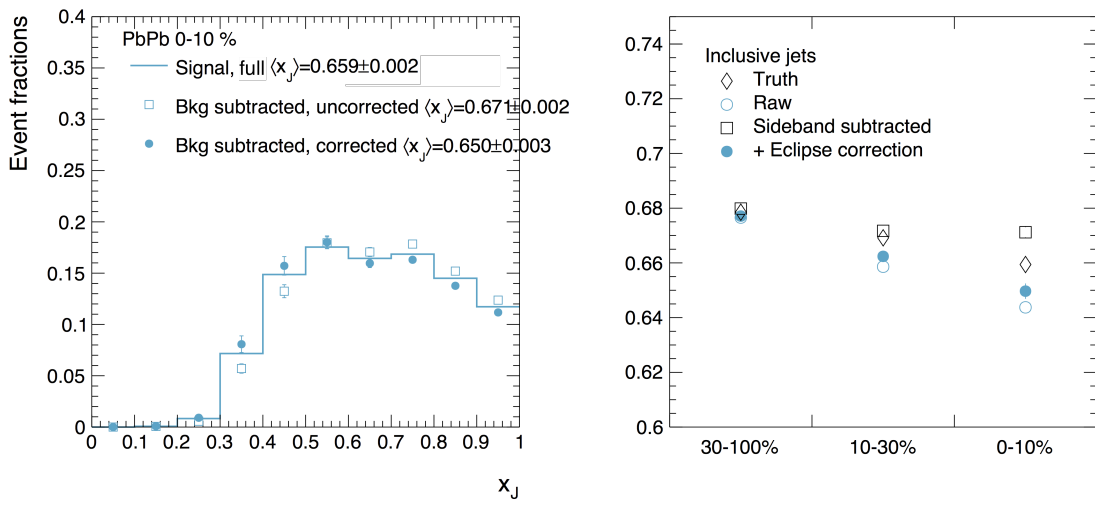 Event fractions
0.4
0.35
0.3
0.25
0.2
0.15
0.1
0.05
0
PbPb 0-10 %
Signal, full ⟨x_J⟩=0.659±0.002
Bkg subtracted, uncorrected ⟨x_J⟩=0.671±0.002
Bkg subtracted, corrected ⟨x_J⟩=0.650±0.003
0 0.1 0.2 0.3 0.4 0.5 0.6 0.7 0.8 0.9 1
x_J
0.74
0.72
0.7
0.68
0.66
0.64
0.62
0.6
Inclusive jets
Truth
Raw
Sideband subtracted
+ Eclipse correction
30-100% 10-30% 0-10%